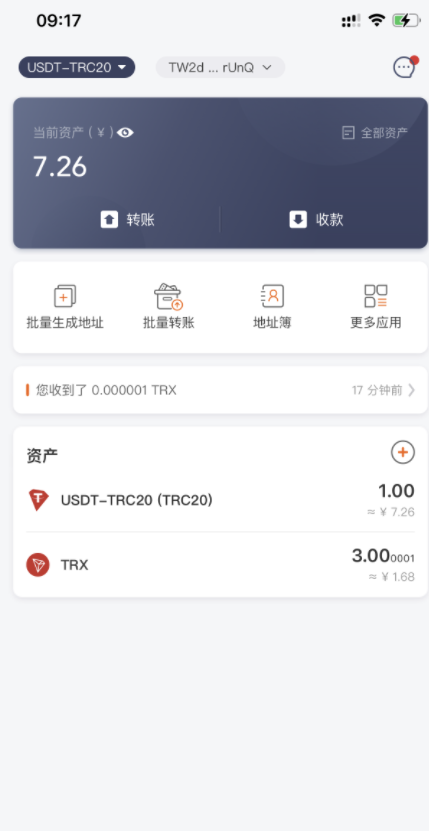 09:17
USDT-TRC20 TW2d ... rUnQ
当前资产 ( ¥ ) 全部资产
7.26
转账 收款
批量生成地址 批量转账 地址簿 更多应用
您收到了 0.000001 TRX 17 分钟前
资产
USDT-TRC20 (TRC20) 1.00
≈ ¥ 7.26
TRX 3.000001
≈ ¥ 1.68